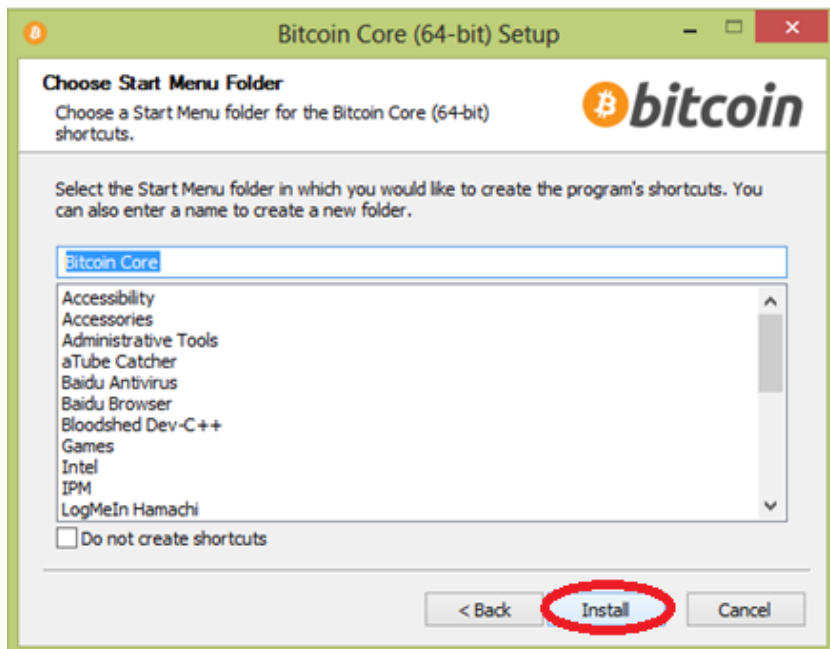 Bitcoin Core (64-bit) Setup
Choose Start Menu Folder
Choose a Start Menu folder for the Bitcoin Core (64-bit)
shortcuts.
bitcoin
Select the Start Menu folder in which you would like to create the program's shortcuts. You
can also enter a name to create a new folder.
Bitcoin Core
Accessibility
Accessories
Administrative Tools
aTube Catcher
Baidu Antivirus
Baidu Browser
Bloodshed Dev-C++
Games
Intel
IPM
LogMeIn Hamachi
Do not create shortcuts
< Back Install Cancel